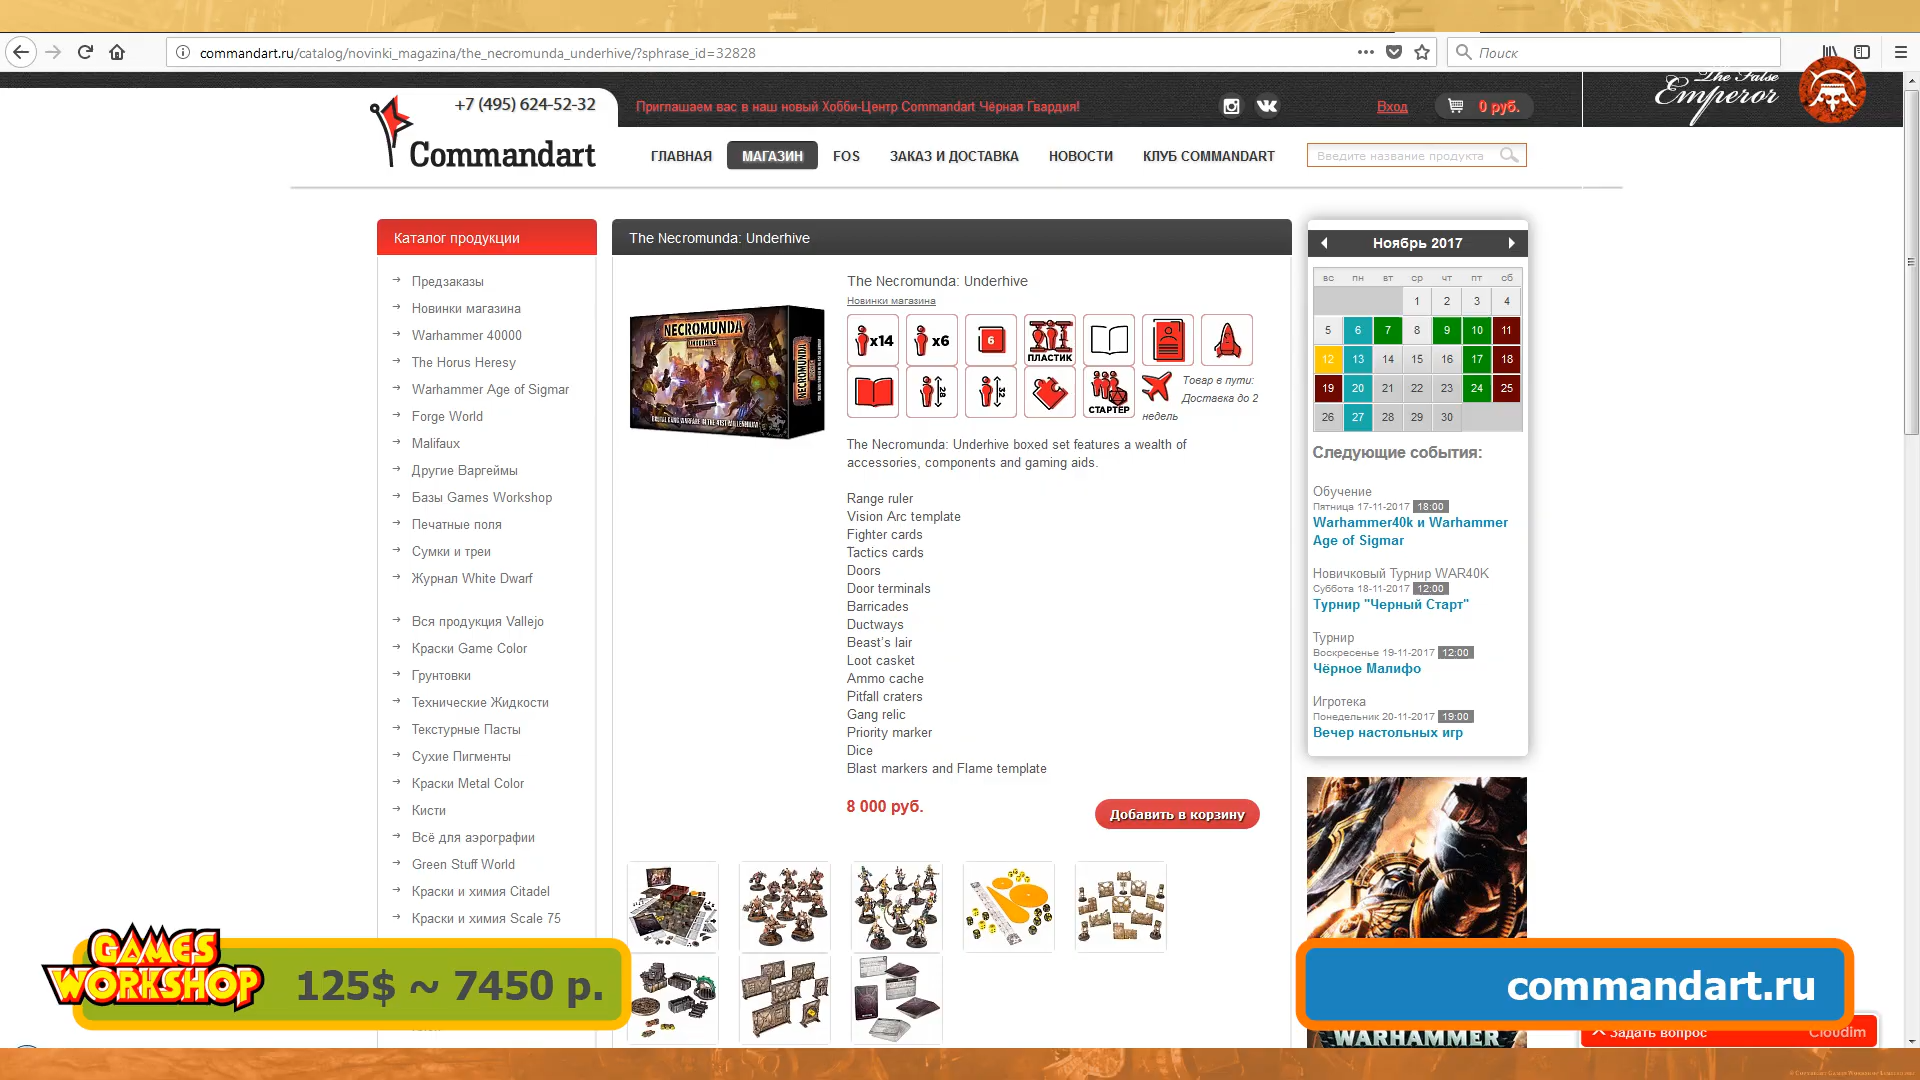 commandart.ru/catalog/novinki_magazina/the_necromunda_underhive/?sphrase_id=32828
Поиск
+7 (495) 624-52-32
Приглашаем вас в наш новый Хобби-Центр Commandart Чёрная Гвардия!
Вход
0 руб.
The False
Emperor
Commandart
ГЛАВНАЯ
МАГАЗИН
FOS
ЗАКАЗ И ДОСТАВКА
НОВОСТИ
КЛУБ COMMANDART
Введите название продукта
Каталог продукции
Предзаказы
Новинки магазина
Warhammer 40000
The Horus Heresy
Warhammer Age of Sigmar
Forge World
Malifaux
Другие Варгеймы
Базы Games Workshop
Печатные поля
Сумки и треи
Журнал White Dwarf
Вся продукция Vallejo
Краски Game Color
Грунтовки
Технические Жидкости
Текстурные Пасты
Сухие Пигменты
Краски Metal Color
Кисти
Всё для аэрографии
Green Stuff World
Краски и химия Citadel
Краски и химия Scale 75
The Necromunda: Underhive
NECROMUNDA
UNDERHIVE
The Necromunda: Underhive
Новинки магазина
x14
x6
6
ПЛАСТИК
28
32
СТАРТЕР
Товар в пути:
Доставка до 2
недель
The Necromunda: Underhive boxed set features a wealth of
accessories, components and gaming aids.
Range ruler
Vision Arc template
Fighter cards
Tactics cards
Doors
Door terminals
Barricades
Ductways
Beast's lair
Loot casket
Ammo cache
Pitfall craters
Gang relic
Priority marker
Dice
Blast markers and Flame template
8 000 руб.
Добавить в корзину
Ноябрь 2017
вс пн вт ср чт пт сб
1 2 3 4
5 6 7 8 9 10 11
12 13 14 15 16 17 18
19 20 21 22 23 24 25
26 27 28 29 30
Следующие события:
Обучение
Пятница 17-11-2017 18:00
Warhammer40k и Warhammer
Age of Sigmar
Новичковый Турнир WAR40K
Суббота 18-11-2017 12:00
Турнир "Черный Старт"
Турнир
Воскресенье 19-11-2017 12:00
Чёрное Малифо
Игротека
Понедельник 20-11-2017 19:00
Вечер настольных игр
WARHAMMER
GAMES
WORKSHOP
125$ ~ 7450 р.
commandart.ru
Задать вопрос
Cloudim